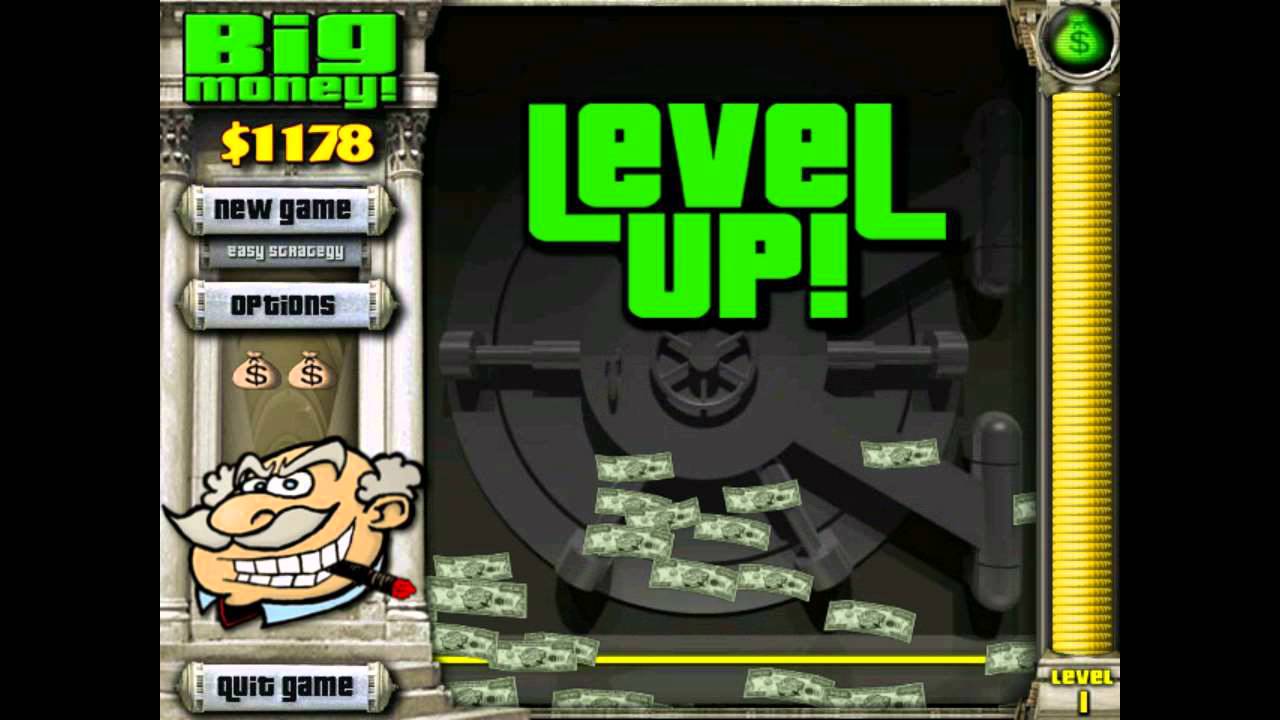 Big
money!
$1178
new game
easy strategy
options
$ $
quit game
Level
up!
$
Level
1